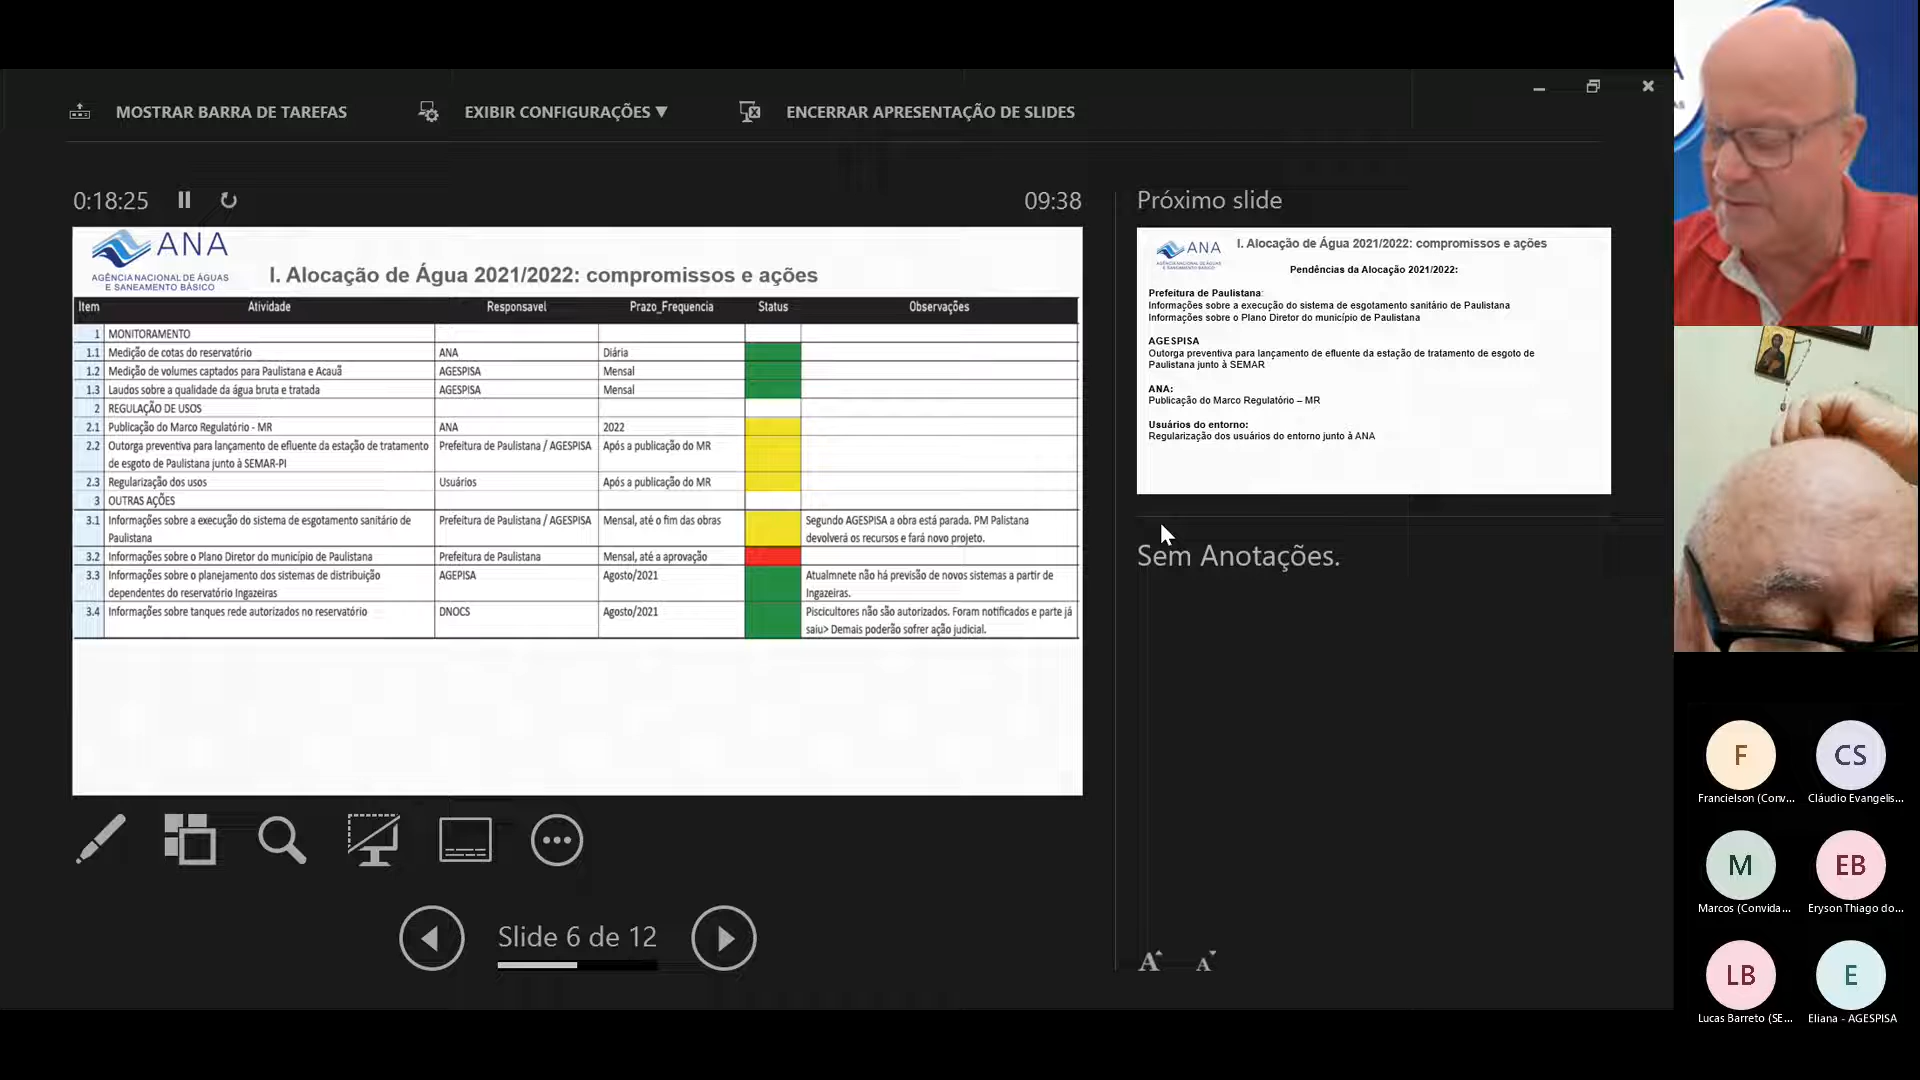 MOSTRAR BARRA DE TAREFAS
EXIBIR CONFIGURAÇÕES ▼
ENCERRAR APRESENTAÇÃO DE SLIDES
0:18:25
09:38
Próximo slide
ANA
AGÊNCIA NACIONAL DE ÁGUAS
E SANEAMENTO BÁSICO
I. Alocação de Água 2021/2022: compromissos e ações
Item Atividade Responsavel Prazo_Frequencia Status Observações
1 MONITORAMENTO
1.1 Medição de cotas do reservatório ANA Diária
1.2 Medição de volumes captados para Paulistana e Acauã AGESPISA Mensal
1.3 Laudos sobre a qualidade da água bruta e tratada AGESPISA Mensal
2 REGULAÇÃO DE USOS
2.1 Publicação do Marco Regulatório - MR ANA 2022
2.2 Outorga preventiva para lançamento de efluente da estação de tratamento Prefeitura de Paulistana / AGESPISA Após a publicação do MR
de esgoto de Paulistana junto à SEMAR-PI
2.3 Regularização dos usos Usuários Após a publicação do MR
3 OUTRAS AÇÕES
3.1 Informações sobre a execução do sistema de esgotamento sanitário de Prefeitura de Paulistana / AGESPISA Mensal, até o fim das obras Segundo AGESPISA a obra está parada. PM Palistana
Paulistana devolverá os recursos e fará novo projeto.
3.2 Informações sobre o Plano Diretor do município de Paulistana Prefeitura de Paulistana Mensal, até a aprovação
3.3 Informações sobre o planejamento dos sistemas de distribuição AGEPISA Agosto/2021 Atualmnete não há previsão de novos sistemas a partir de
dependentes do reservatório Ingazeiras Ingazeiras.
3.4 Informações sobre tanques rede autorizados no reservatório DNOCS Agosto/2021 Piscicultores não são autorizados. Foram notificados e parte já
saiu> Demais poderão sofrer ação judicial.
Slide 6 de 12
ANA
I. Alocação de Água 2021/2022: compromissos e ações
Pendências da Alocação 2021/2022:
Prefeitura de Paulistana:
Informações sobre a execução do sistema de esgotamento sanitário de Paulistana
Informações sobre o Plano Diretor do município de Paulistana
AGESPISA
Outorga preventiva para lançamento de efluente da estação de tratamento de esgoto de
Paulistana junto à SEMAR
ANA:
Publicação do Marco Regulatório – MR
Usuários do entorno:
Regularização dos usuários do entorno junto à ANA
Sem Anotações.
A A
F CS
Francielson (Conv... Cláudio Evangelis...
M EB
Marcos (Convida... Eryson Thiago do...
LB E
Lucas Barreto (SE... Eliana - AGESPISA